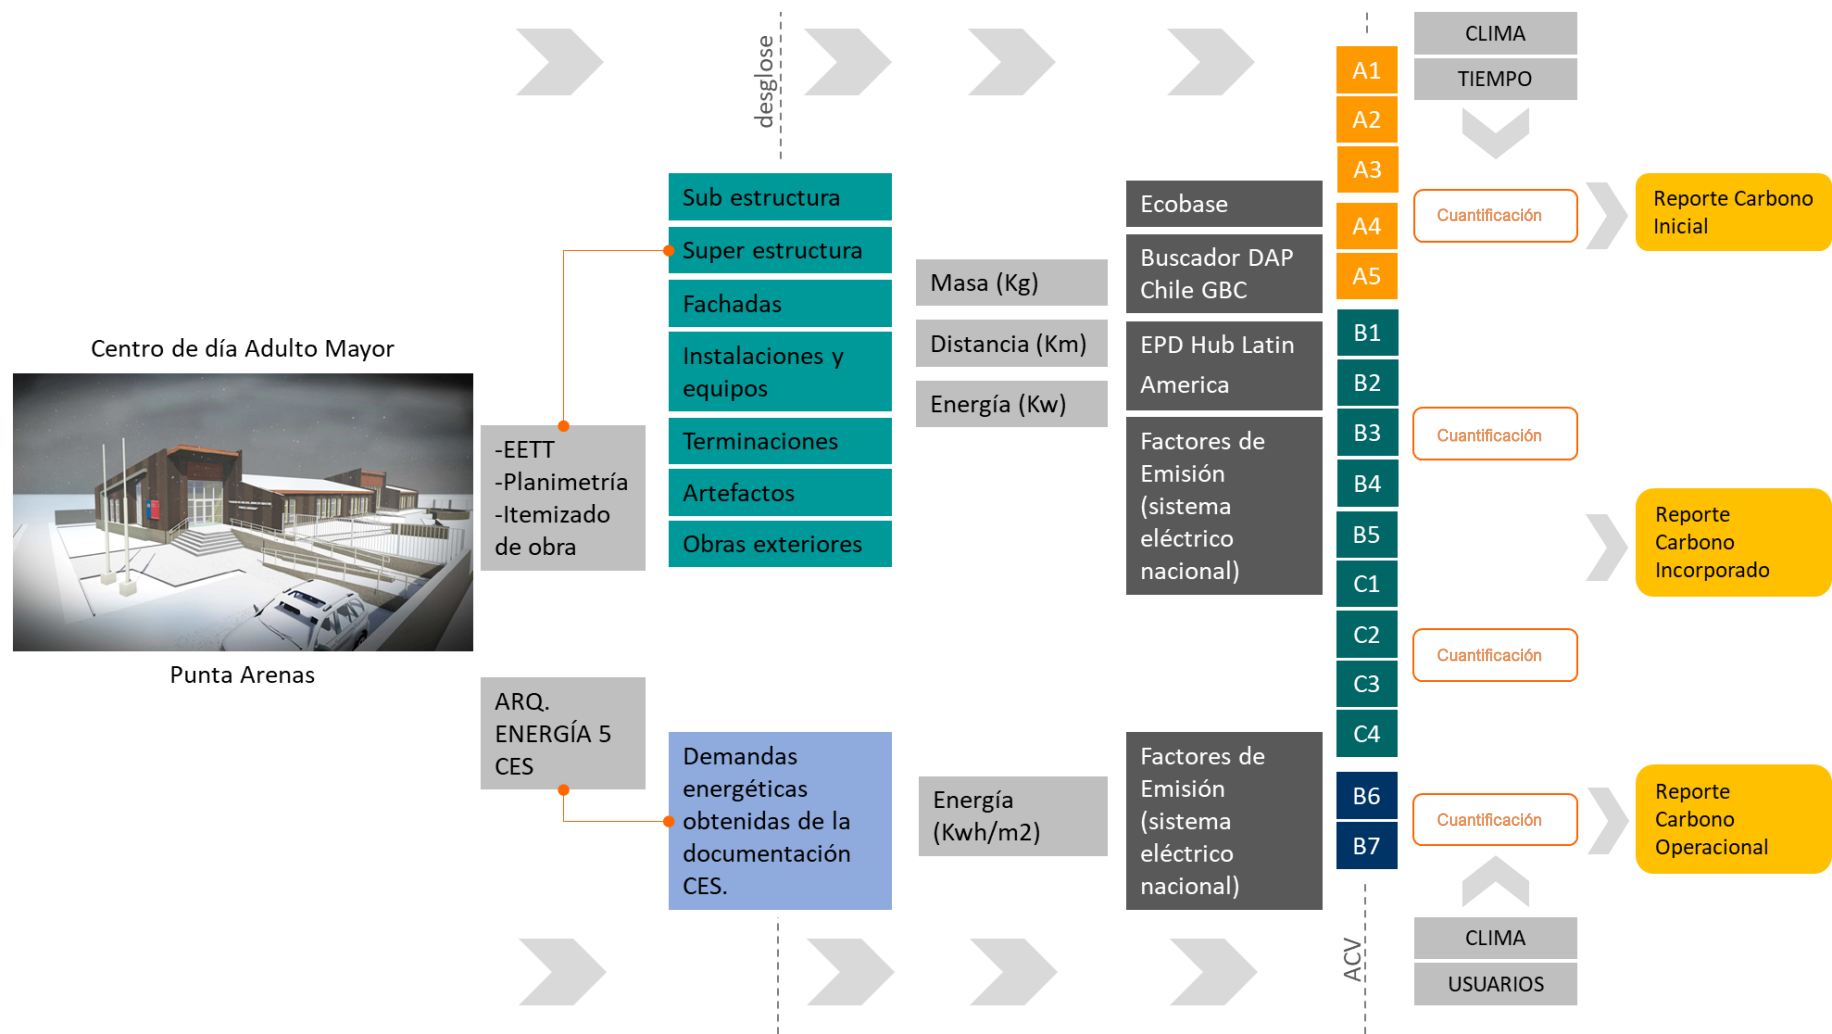 desglose
CLIMA
TIEMPO
A1
A2
A3
A4
A5
B1
B2
B3
B4
B5
C1
C2
C3
C4
B6
B7
ACV
Centro de día Adulto Mayor
Punta Arenas
-EETT
-Planimetría
-Itemizado
de obra
ARQ.
ENERGÍA 5
CES
Sub estructura
Super estructura
Fachadas
Instalaciones y
equipos
Terminaciones
Artefactos
Obras exteriores
Demandas
energéticas
obtenidas de la
documentación
CES.
Masa (Kg)
Distancia (Km)
Energía (Kw)
Energía
(Kwh/m2)
Ecobase
Buscador DAP
Chile GBC
EPD Hub Latin
America
Factores de
Emisión
(sistema
eléctrico
nacional)
Factores de
Emisión
(sistema
eléctrico
nacional)
Cuantificación
Cuantificación
Cuantificación
Cuantificación
Reporte Carbono
Inicial
Reporte
Carbono
Incorporado
Reporte
Carbono
Operacional
CLIMA
USUARIOS